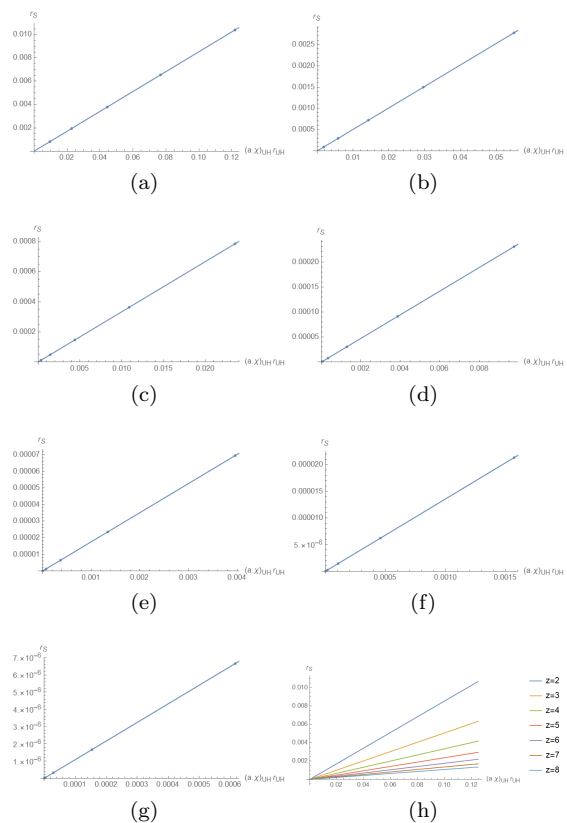 r_S
0.010
0.008
0.006
0.004
0.002
0.02 0.04 0.06 0.08 0.10 0.12 (a.χ)_UH r_UH
(a)
r_S
0.0025
0.0020
0.0015
0.0010
0.0005
0.01 0.02 0.03 0.04 0.05 (a.χ)_UH r_UH
(b)
r_S
0.0008
0.0006
0.0004
0.0002
0.005 0.010 0.015 0.020 (a.χ)_UH r_UH
(c)
r_S
0.00020
0.00015
0.00010
0.00005
0.002 0.004 0.006 0.008 (a.χ)_UH r_UH
(d)
r_S
0.00007
0.00006
0.00005
0.00004
0.00003
0.00002
0.00001
0.001 0.002 0.003 0.004 (a.χ)_UH r_UH
(e)
r_S
0.000020
0.000015
0.000010
5.×10⁻⁶
0.0005 0.0010 0.0015 (a.χ)_UH r_UH
(f)
r_S
7.×10⁻⁶
6.×10⁻⁶
5.×10⁻⁶
4.×10⁻⁶
3.×10⁻⁶
2.×10⁻⁶
1.×10⁻⁶
0.0001 0.0002 0.0003 0.0004 0.0005 0.0006 (a.χ)_UH r_UH
(g)
r_S
0.010
0.008
0.006
0.004
0.002
0.02 0.04 0.06 0.08 0.10 0.12 (a.χ)_UH r_UH
z=2
z=3
z=4
z=5
z=6
z=7
z=8
(h)